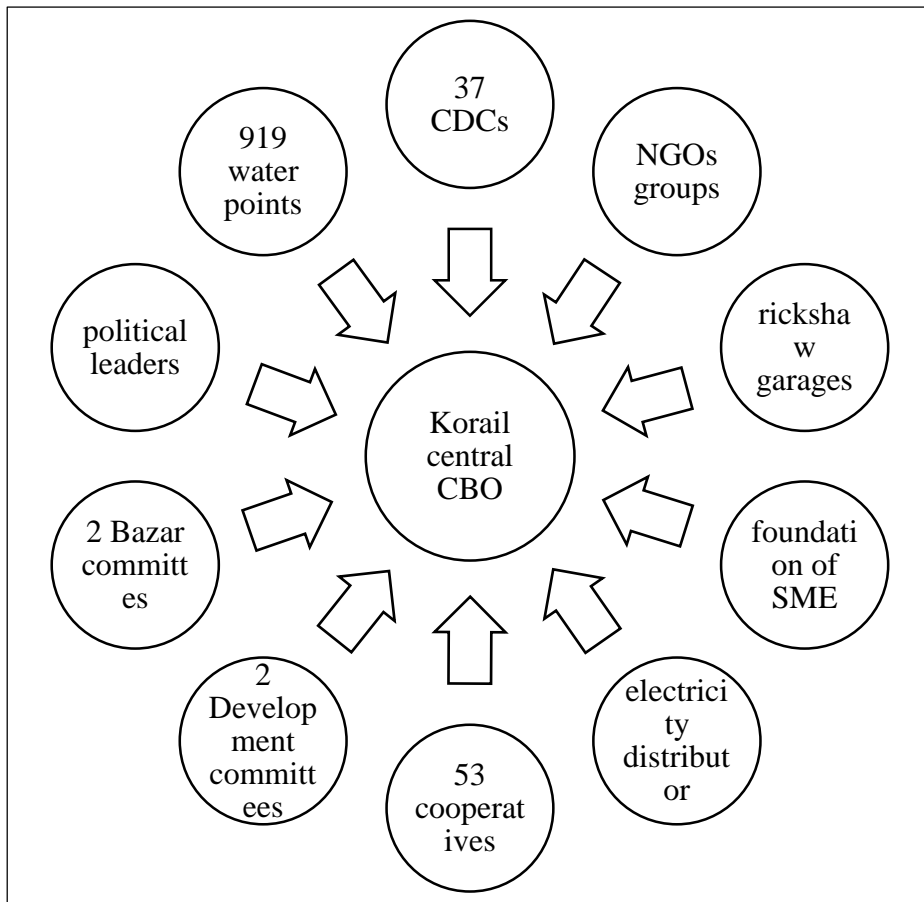 37
CDCs
NGOs
groups
ricksha
w
garages
foundati
on of
SME
electrici
ty
distribut
or
53
cooperat
ives
2
Develop
ment
committ
ees
2 Bazar
committ
es
political
leaders
919
water
points
Korail
central
CBO